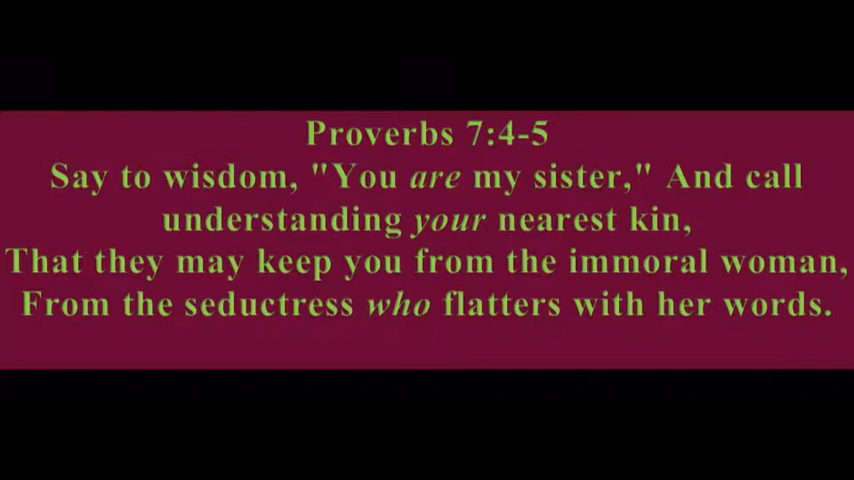 Proverbs 7:4-5
Say to wisdom, "You are my sister," And call
understanding your nearest kin,
That they may keep you from the immoral woman,
From the seductress who flatters with her words.